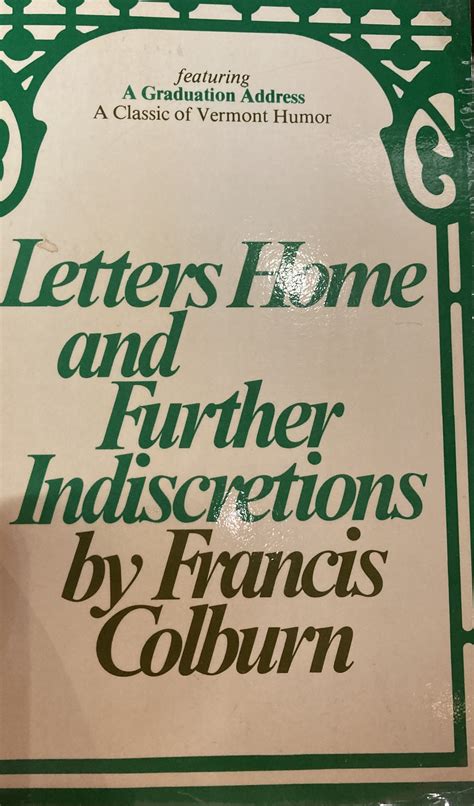 featuring
A Graduation Address
A Classic of Vermont Humor
Letters Home
and
Further
Indiscretions
by Francis
Colburn